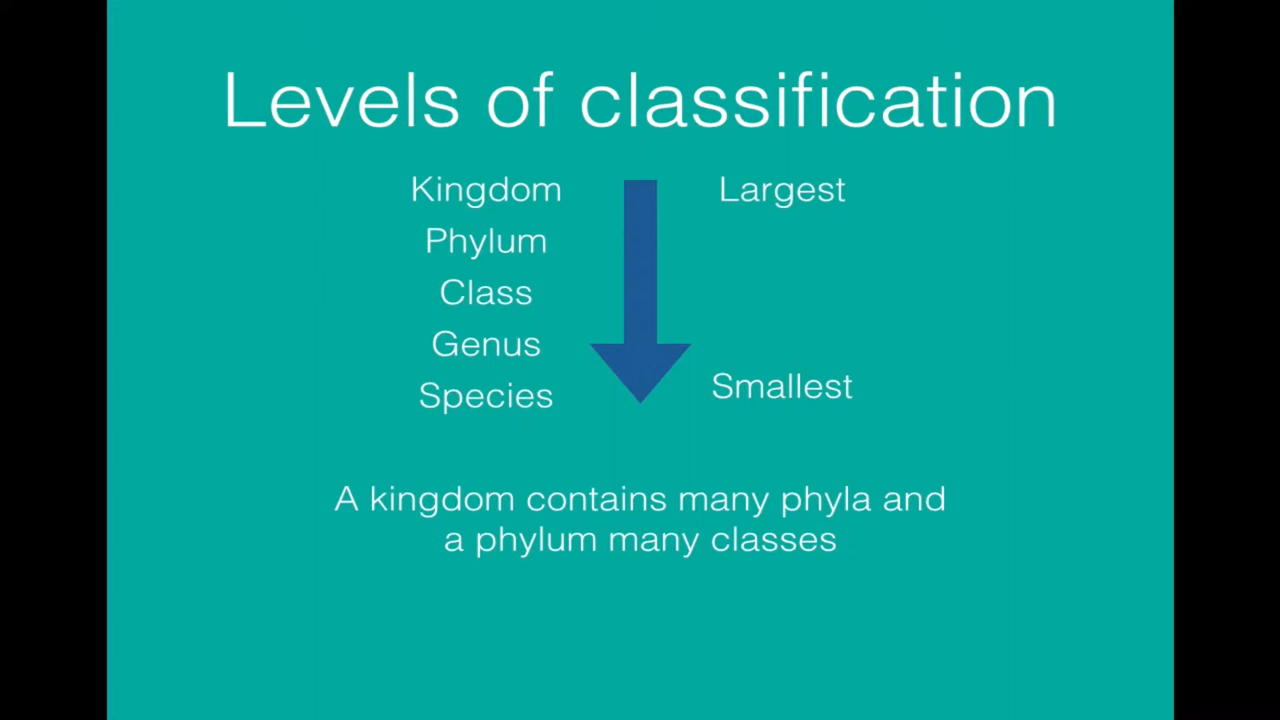 Levels of classification
Kingdom
Largest
Phylum
Class
Genus
Species
Smallest
A kingdom contains many phyla and
a phylum many classes